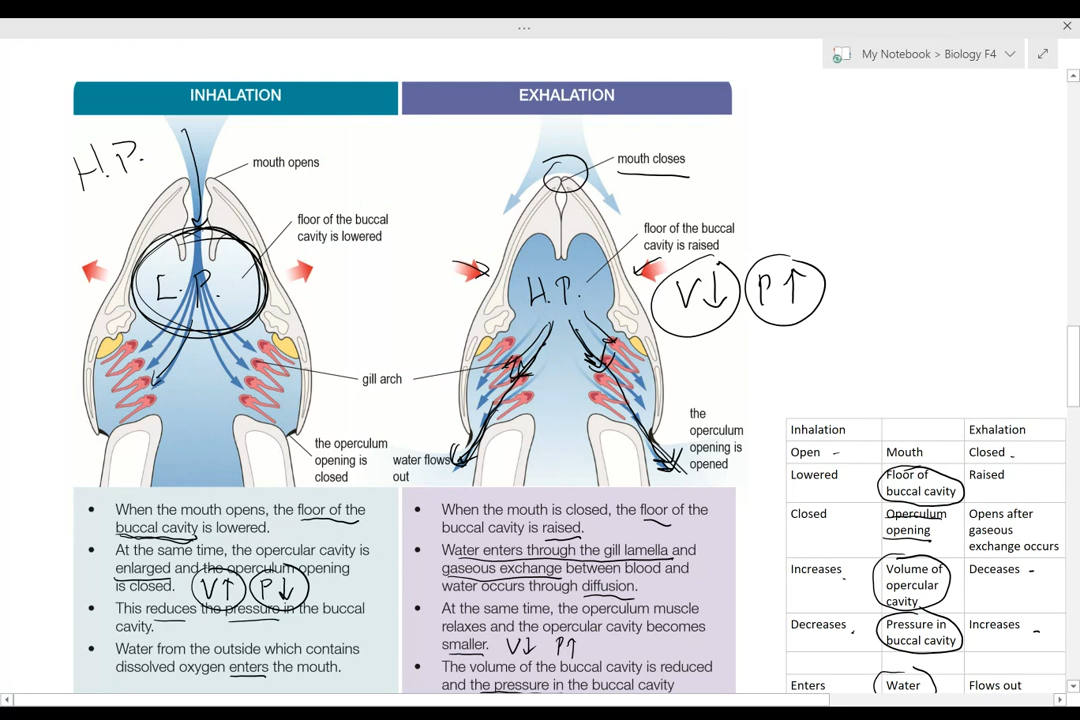 ...
My Notebook > Biology F4
INHALATION
EXHALATION
H.P.
mouth opens
mouth closes
floor of the buccal
cavity is lowered
floor of the buccal
cavity is raised
L.P.
H.P.
V↓
P↑
gill arch
the operculum
opening is
closed
water flows
out
the
operculum
opening is
opened
• When the mouth opens, the floor of the
buccal cavity is lowered.
• At the same time, the opercular cavity is
enlarged and the operculum opening
is closed.
V↑
P↓
• This reduces the pressure in the buccal
cavity.
• Water from the outside which contains
dissolved oxygen enters the mouth.
• When the mouth is closed, the floor of the
buccal cavity is raised.
• Water enters through the gill lamella and
gaseous exchange between blood and
water occurs through diffusion.
• At the same time, the operculum muscle
relaxes and the opercular cavity becomes
smaller. V↓ P↑
• The volume of the buccal cavity is reduced
and the pressure in the buccal cavity
Inhalation Exhalation
Open Mouth Closed
Lowered Floor of Raised
buccal cavity
Closed Operculum Opens after
opening gaseous
exchange occurs
Increases Volume of Deceases
opercular
cavity
Decreases Pressure in Increases
buccal cavity
Enters Water Flows out